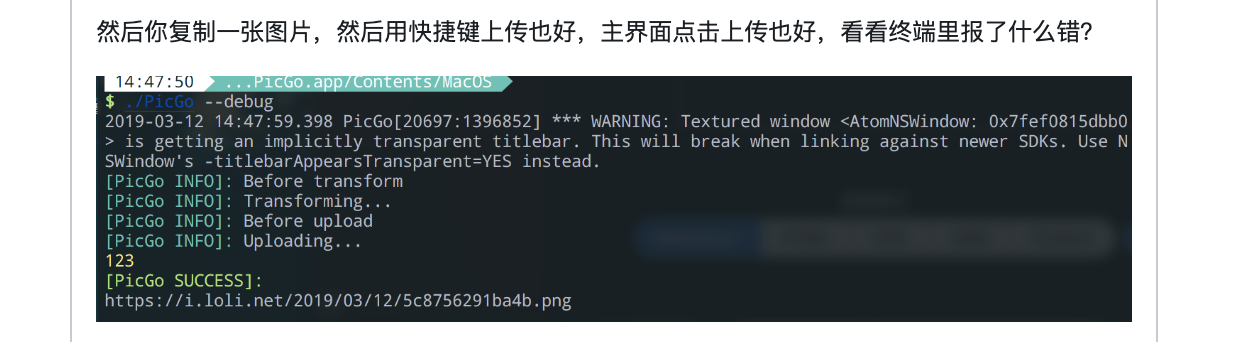 然后你复制一张图片，然后用快捷键上传也好，主界面点击上传也好，看看终端里报了什么错？
14:47:50 ...PicGo.app/Contents/MacOS
$ ./PicGo --debug
2019-03-12 14:47:59.398 PicGo[20697:1396852] *** WARNING: Textured window <AtomNSWindow: 0x7fef0815dbb0
> is getting an implicitly transparent titlebar. This will break when linking against newer SDKs. Use N
SWindow's -titlebarAppearsTransparent=YES instead.
[PicGo INFO]: Before transform
[PicGo INFO]: Transforming...
[PicGo INFO]: Before upload
[PicGo INFO]: Uploading...
123
[PicGo SUCCESS]:
https://i.loli.net/2019/03/12/5c8756291ba4b.png